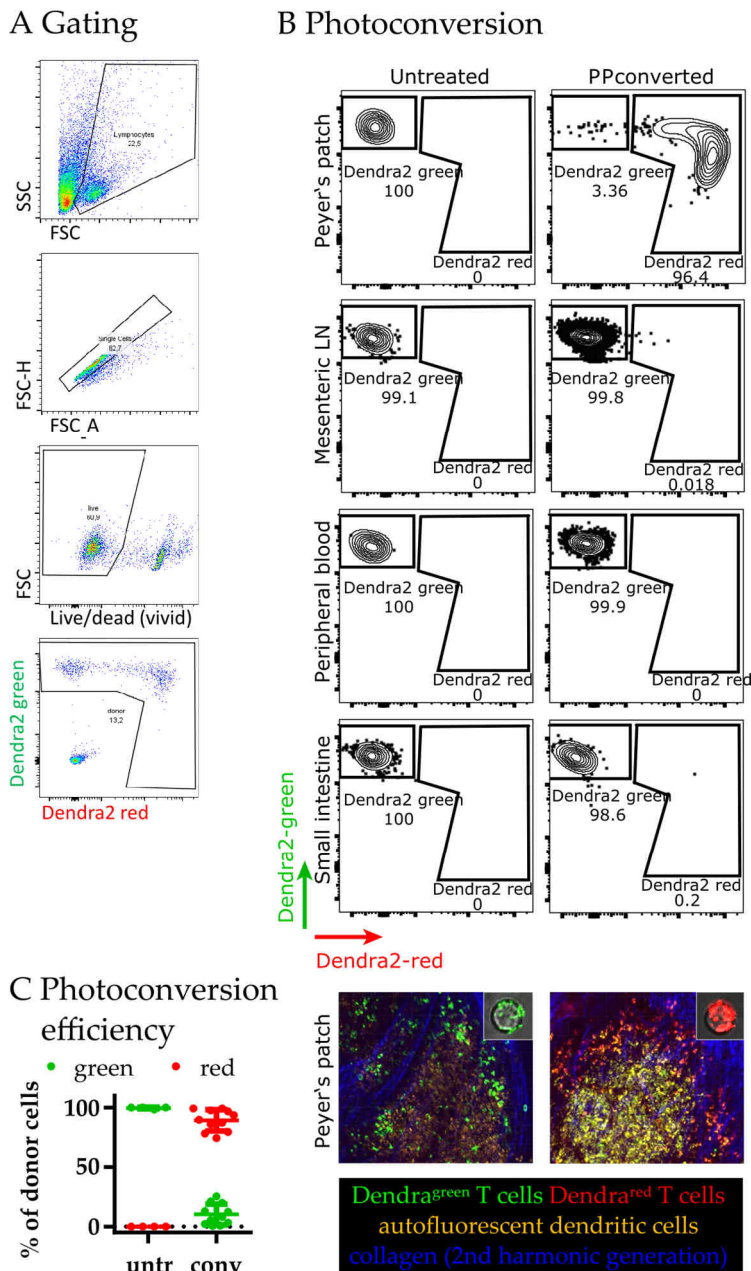 A Gating
B Photoconversion
SSC
Lymphocytes
22,5
FSC
FSC-H
Single Cells
82,7
FSC_A
FSC
live
60,9
Live/dead (vivid)
Dendra2 green
donor
13,2
Dendra2 red
Untreated
PPconverted
Peyer`s patch
Dendra2 green
100
Dendra2 red
0
Dendra2 green
3.36
Dendra2 red
96.4
Mesenteric LN
Dendra2 green
99.1
Dendra2 red
0
Dendra2 green
99.8
Dendra2 red
0.018
Peripheral blood
Dendra2 green
100
Dendra2 red
0
Dendra2 green
99.9
Dendra2 red
0
Small intestine
Dendra2 green
100
Dendra2 red
0
Dendra2 green
98.6
Dendra2 red
0.2
Dendra2-green
Dendra2-red
C Photoconversion
efficiency
green
red
% of donor cells
100
50
0
untr
conv
Peyer`s patch
Dendragreen T cells Dendrared T cells
autofluorescent dendritic cells
collagen (2nd harmonic generation)